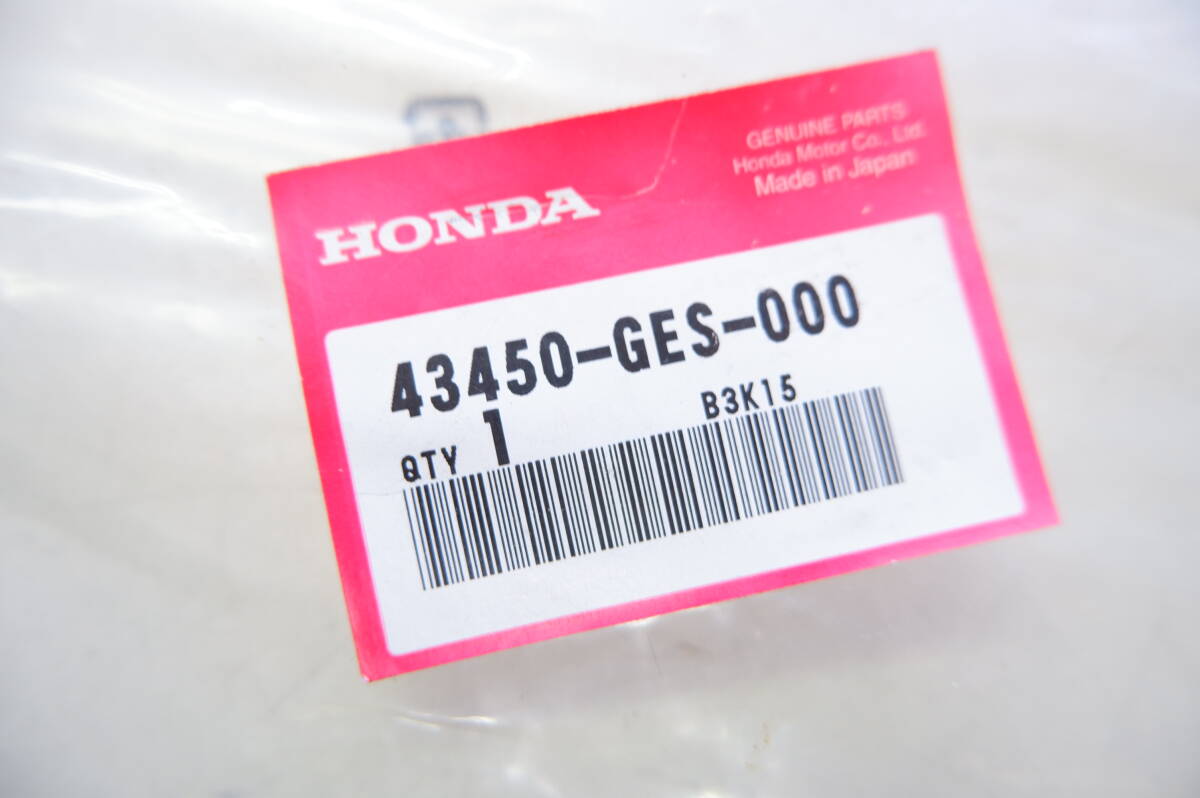 HONDA
GENUINE PARTS
Honda Motor Co., Ltd.
Made in Japan
43450-GES-000
QTY 1
B3K15